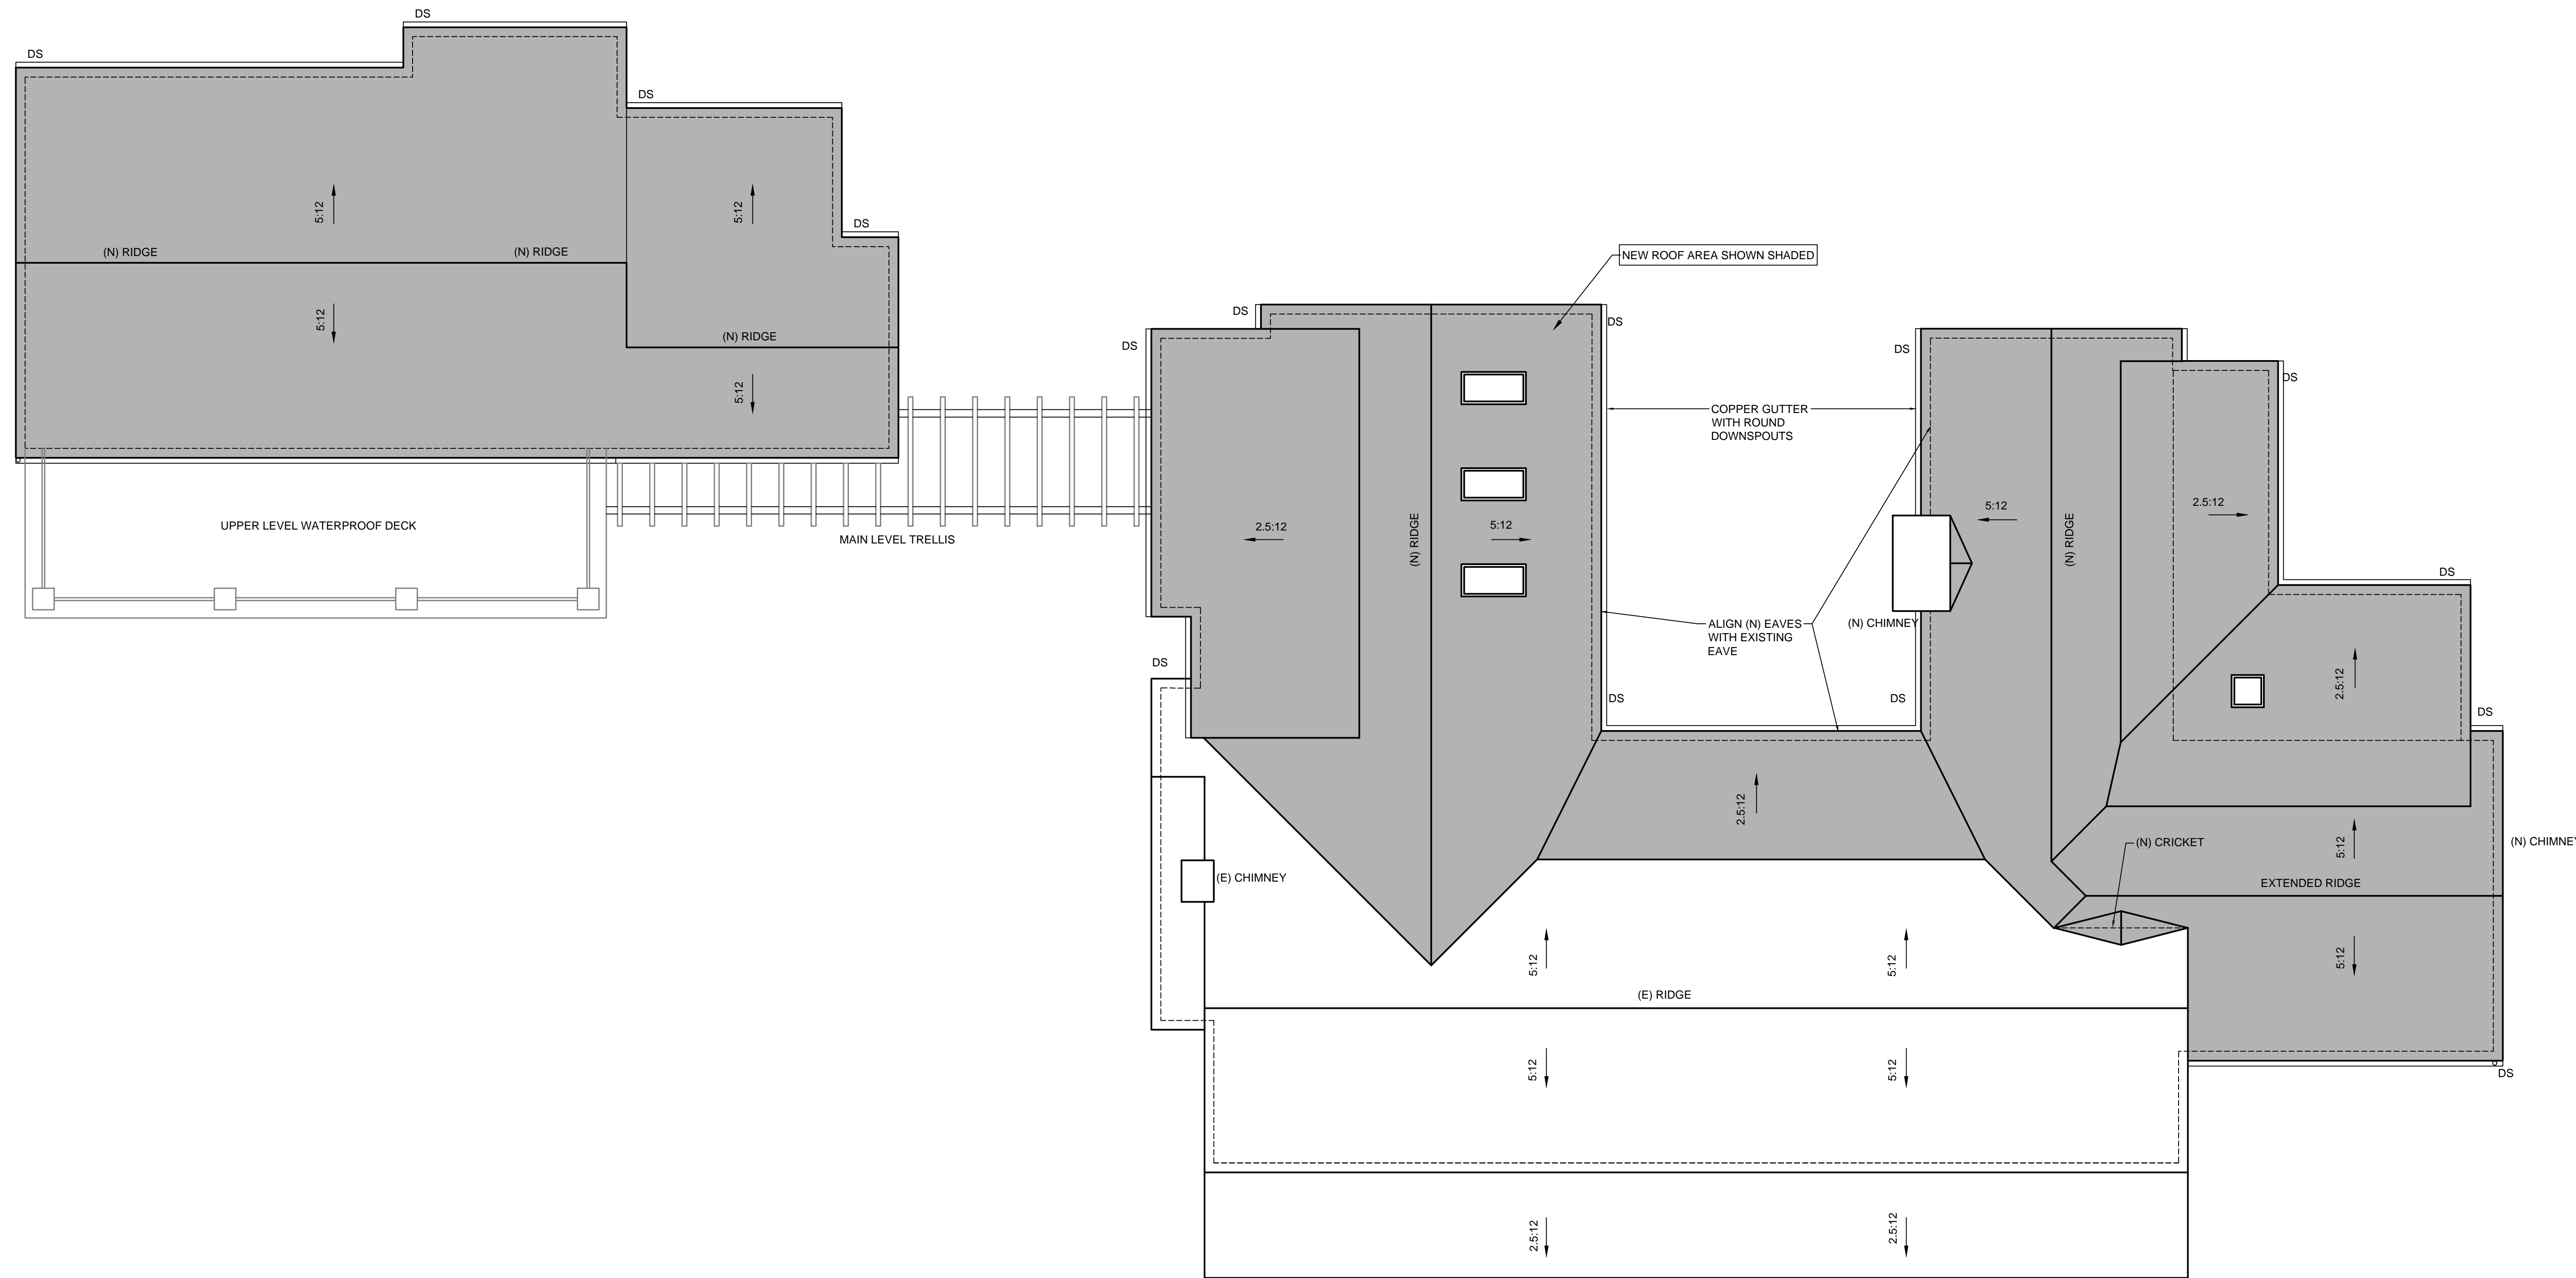 DS
DS
DS
DS
5:12
5:12
(N) RIDGE
(N) RIDGE
5:12
(N) RIDGE
5:12
UPPER LEVEL WATERPROOF DECK
MAIN LEVEL TRELLIS
NEW ROOF AREA SHOWN SHADED
DS
DS
DS
DS
DS
COPPER GUTTER
WITH ROUND
DOWNSPOUTS
2.5:12
(N) RIDGE
5:12
5:12
(N) RIDGE
2.5:12
DS
ALIGN (N) EAVES
WITH EXISTING
EAVE
(N) CHIMNEY
DS
DS
DS
2.5:12
DS
2.5:12
(N) CRICKET
5:12
(N) CHIMNEY
(E) CHIMNEY
EXTENDED RIDGE
5:12
5:12
5:12
(E) RIDGE
5:12
5:12
DS
2.5:12
2.5:12